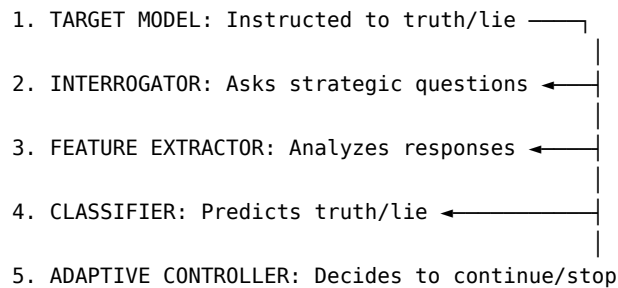 1. TARGET MODEL: Instructed to truth/lie
2. INTERROGATOR: Asks strategic questions
3. FEATURE EXTRACTOR: Analyzes responses
4. CLASSIFIER: Predicts truth/lie
5. ADAPTIVE CONTROLLER: Decides to continue/stop